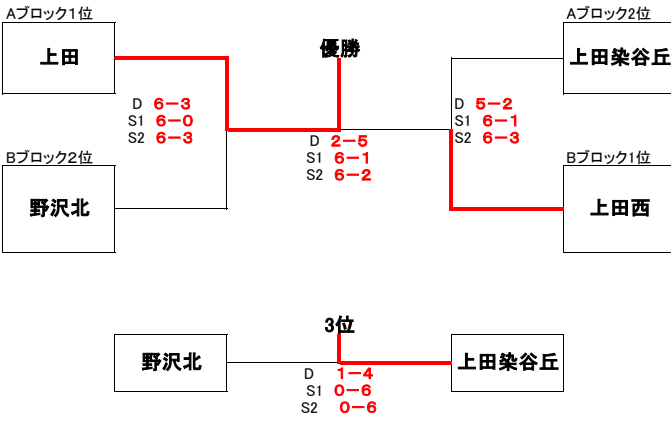 Aブロック1位
Aブロック2位
上田
優勝
上田染谷丘
D 6−3
S1 6−0
S2 6−3
D 5−2
S1 6−1
S2 6−3
D 2−5
S1 6−1
S2 6−2
Bブロック2位
Bブロック1位
野沢北
上田西
3位
野沢北
上田染谷丘
D 1−4
S1 0−6
S2 0−6